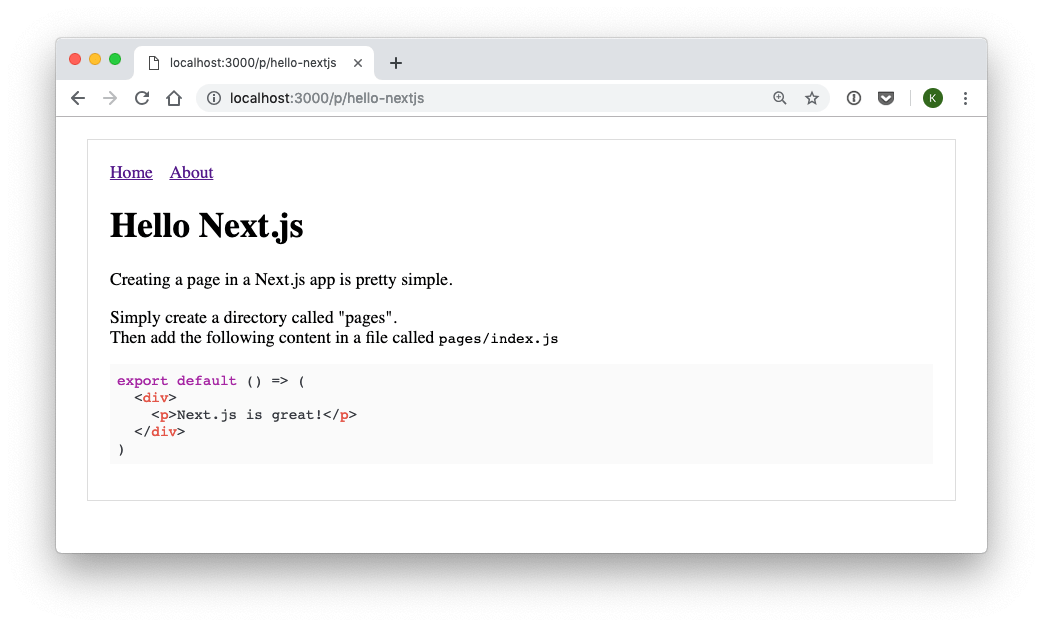 localhost:3000/p/hello-nextjs
localhost:3000/p/hello-nextjs
K
Home About
Hello Next.js
Creating a page in a Next.js app is pretty simple.
Simply create a directory called "pages".
Then add the following content in a file called pages/index.js
export default () => (
  <div>
    <p>Next.js is great!</p>
  </div>
)